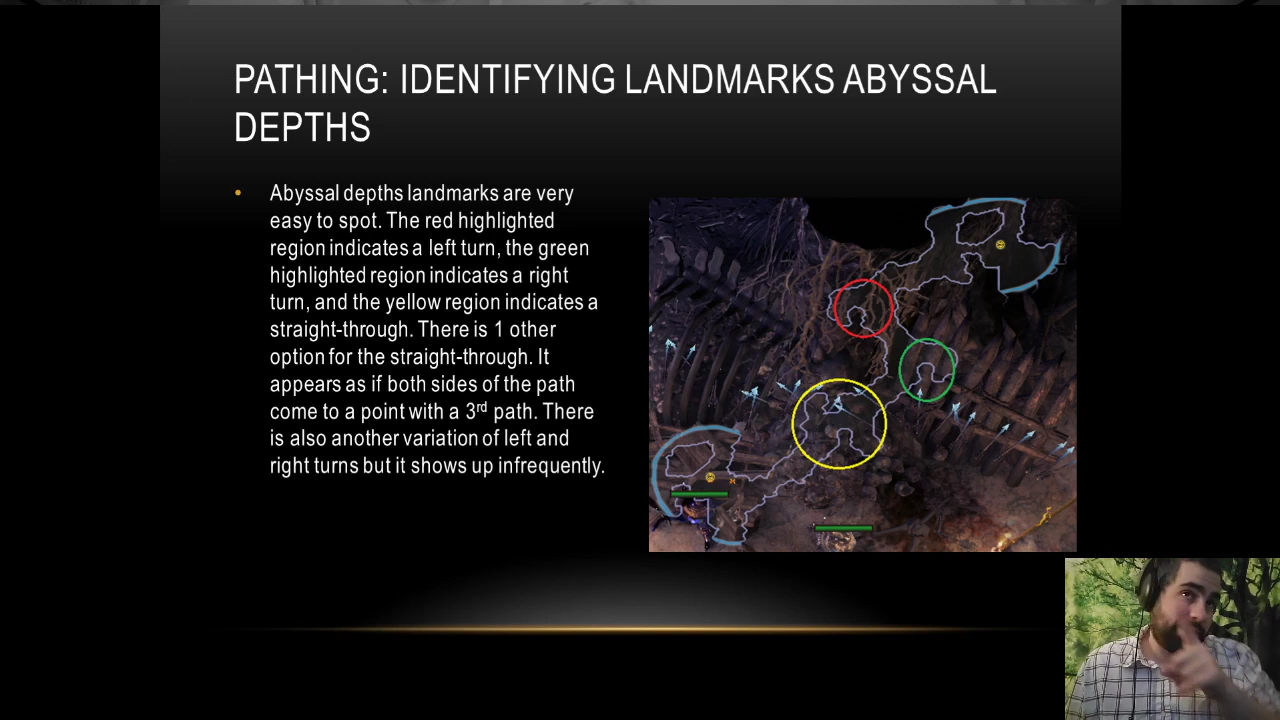 PATHING: IDENTIFYING LANDMARKS ABYSSAL
DEPTHS
• Abyssal depths landmarks are very
easy to spot. The red highlighted
region indicates a left turn, the green
highlighted region indicates a right
turn, and the yellow region indicates a
straight-through. There is 1 other
option for the straight-through. It
appears as if both sides of the path
come to a point with a 3rd path. There
is also another variation of left and
right turns but it shows up infrequently.